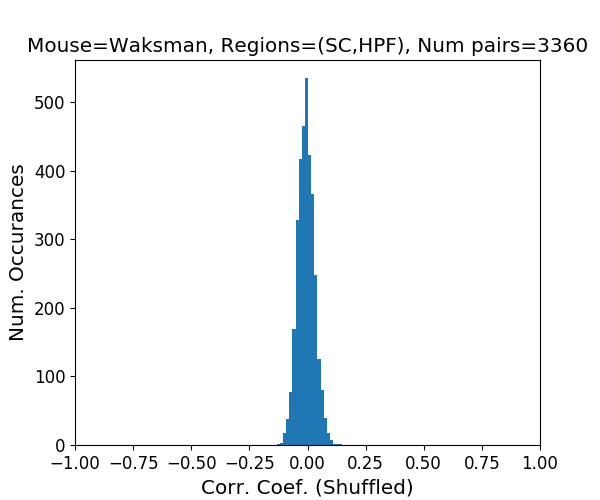 Mouse=Waksman, Regions=(SC,HPF), Num pairs=3360
Num. Occurances
500
400
300
200
100
0
−1.00 −0.75 −0.50 −0.25 0.00 0.25 0.50 0.75 1.00
Corr. Coef. (Shuffled)